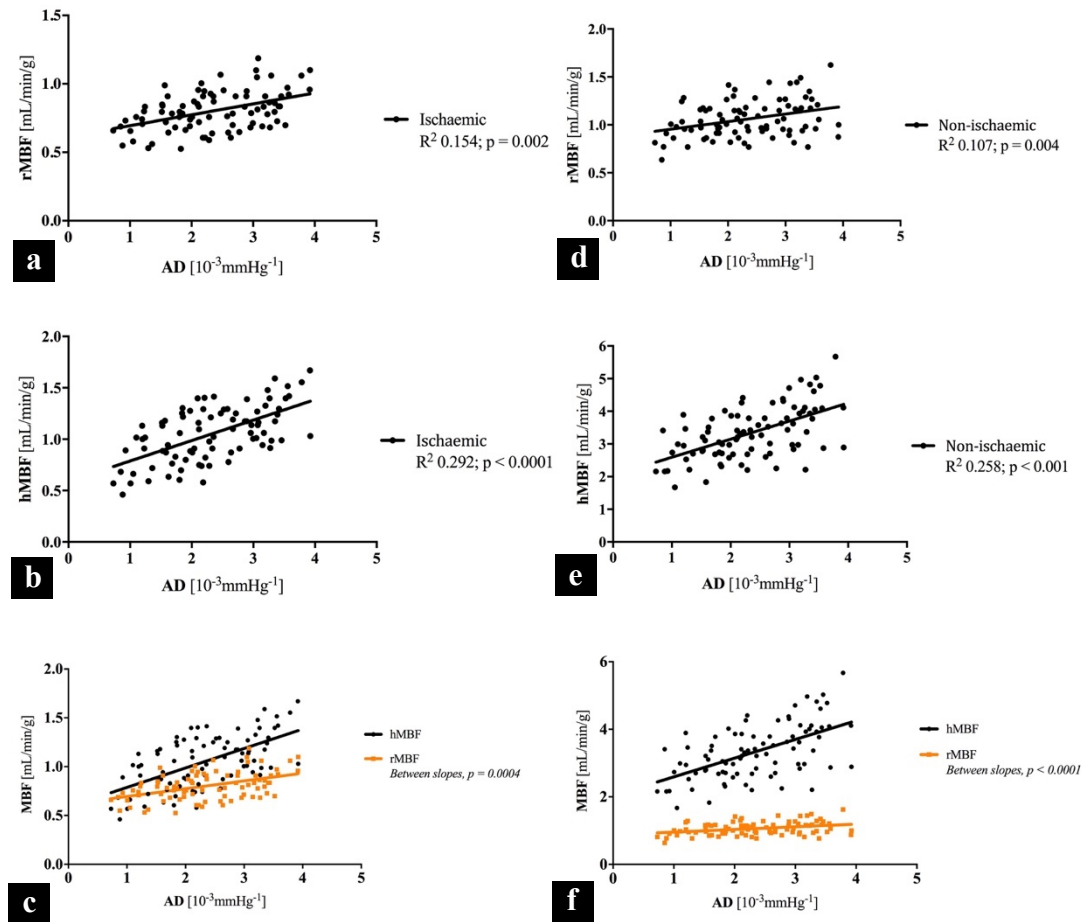 1.5
1.0
0.5
0.0
rMBF [mL/min/g]
0 1 2 3 4 5
AD [10⁻³mmHg⁻¹]
Ischaemic
R² 0.154; p = 0.002
a
2.0
1.5
1.0
0.5
0.0
rMBF [mL/min/g]
0 1 2 3 4 5
AD [10⁻³mmHg⁻¹]
Non-ischaemic
R² 0.107; p = 0.004
d
2.0
1.5
1.0
0.5
0.0
hMBF [mL/min/g]
0 1 2 3 4 5
AD [10⁻³mmHg⁻¹]
Ischaemic
R² 0.292; p < 0.0001
b
6
5
4
3
2
1
0
hMBF [mL/min/g]
0 1 2 3 4 5
AD [10⁻³mmHg⁻¹]
Non-ischaemic
R² 0.258; p < 0.001
e
2.0
1.5
1.0
0.5
0.0
MBF [mL/min/g]
0 1 2 3 4 5
AD [10⁻³mmHg⁻¹]
hMBF
rMBF
Between slopes, p = 0.0004
c
6
4
2
0
MBF [mL/min/g]
0 1 2 3 4 5
AD [10⁻³mmHg⁻¹]
hMBF
rMBF
Between slopes, p < 0.0001
f